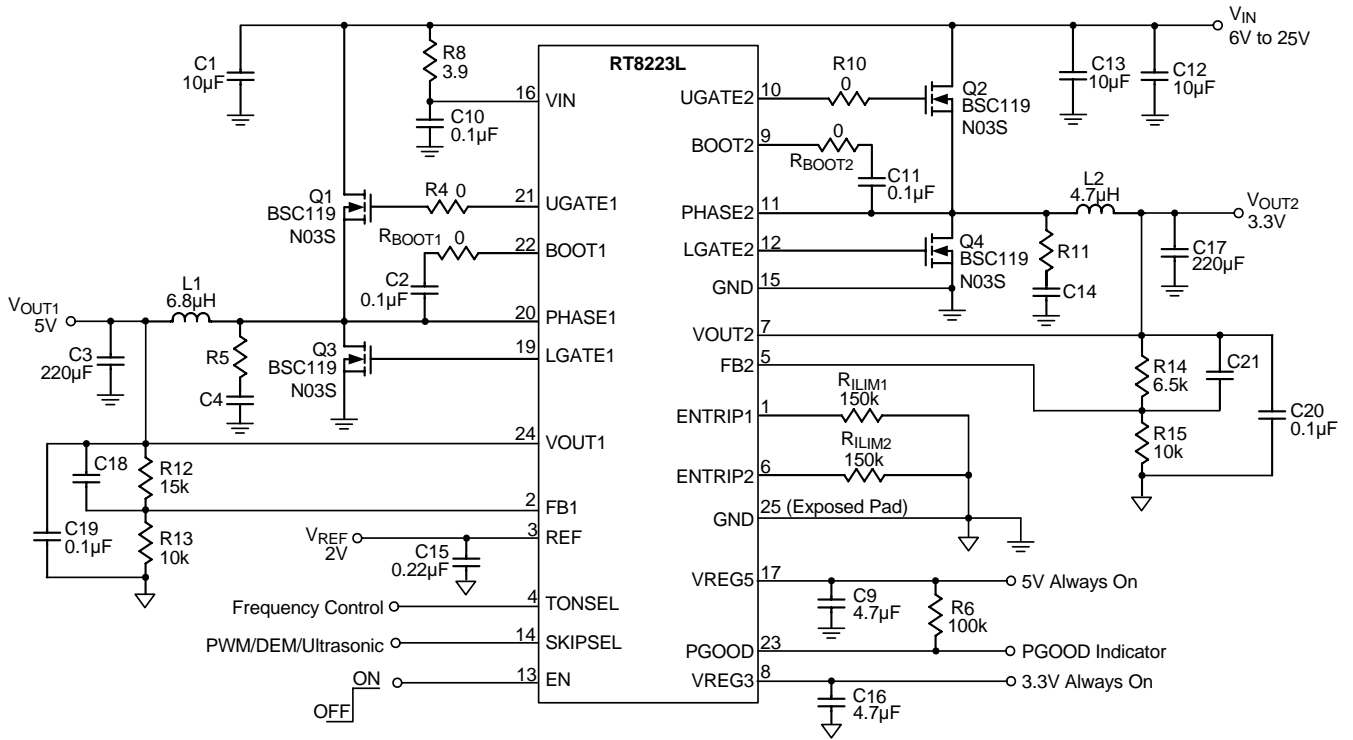 VIN
6V to 25V
C1
10µF
R8
3.9
RT8223L
R10
0
C13
10µF
C12
10µF
16
VIN
C10
0.1µF
UGATE2
10
Q2
BSC119
N03S
BOOT2
9
0
RBOOT2
C11
0.1µF
Q1
BSC119
N03S
R4 0
21
UGATE1
PHASE2
11
L2
4.7µH
VOUT2
3.3V
RBOOT1
0
22
BOOT1
LGATE2
12
Q4
BSC119
N03S
R11
C17
220µF
C2
0.1µF
GND
15
C14
VOUT1
5V
L1
6.8µH
20
PHASE1
VOUT2
7
C3
220µF
R5
Q3
BSC119
N03S
19
LGATE1
FB2
5
R14
6.5k
C21
C4
RILIM1
150k
ENTRIP1
1
C20
0.1µF
24
VOUT1
RILIM2
150k
R15
10k
C18
R12
15k
ENTRIP2
6
2
FB1
GND
25 (Exposed Pad)
C19
0.1µF
R13
10k
VREF
2V
3
REF
C15
0.22µF
VREG5
17
5V Always On
Frequency Control
4
TONSEL
C9
4.7µF
R6
100k
PWM/DEM/Ultrasonic
14
SKIPSEL
PGOOD
23
PGOOD Indicator
ON
OFF
13
EN
VREG3
8
3.3V Always On
C16
4.7µF